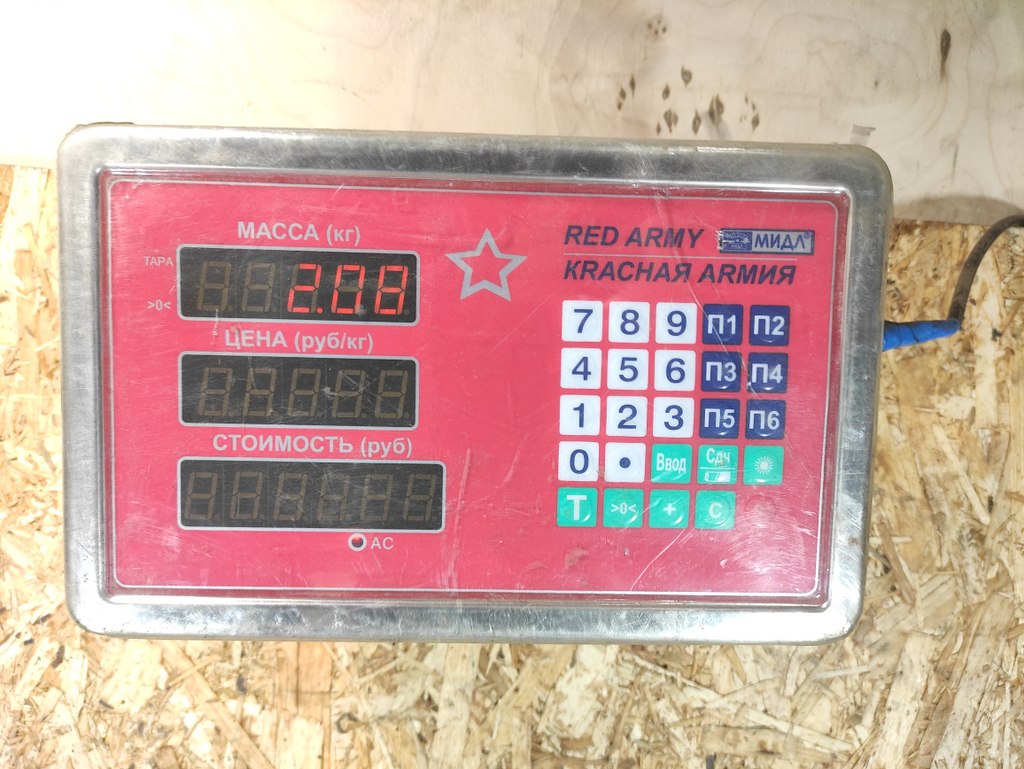 МАССА (кг)
ТАРА
2.08
>0<
ЦЕНА (руб/кг)
СТОИМОСТЬ (руб)
AC
RED ARMY МИДЛ®
КRАСНАЯ ARМИЯ
7 8 9 П1 П2
4 5 6 П3 П4
1 2 3 П5 П6
0 • Ввод Сдч
T >0< + C